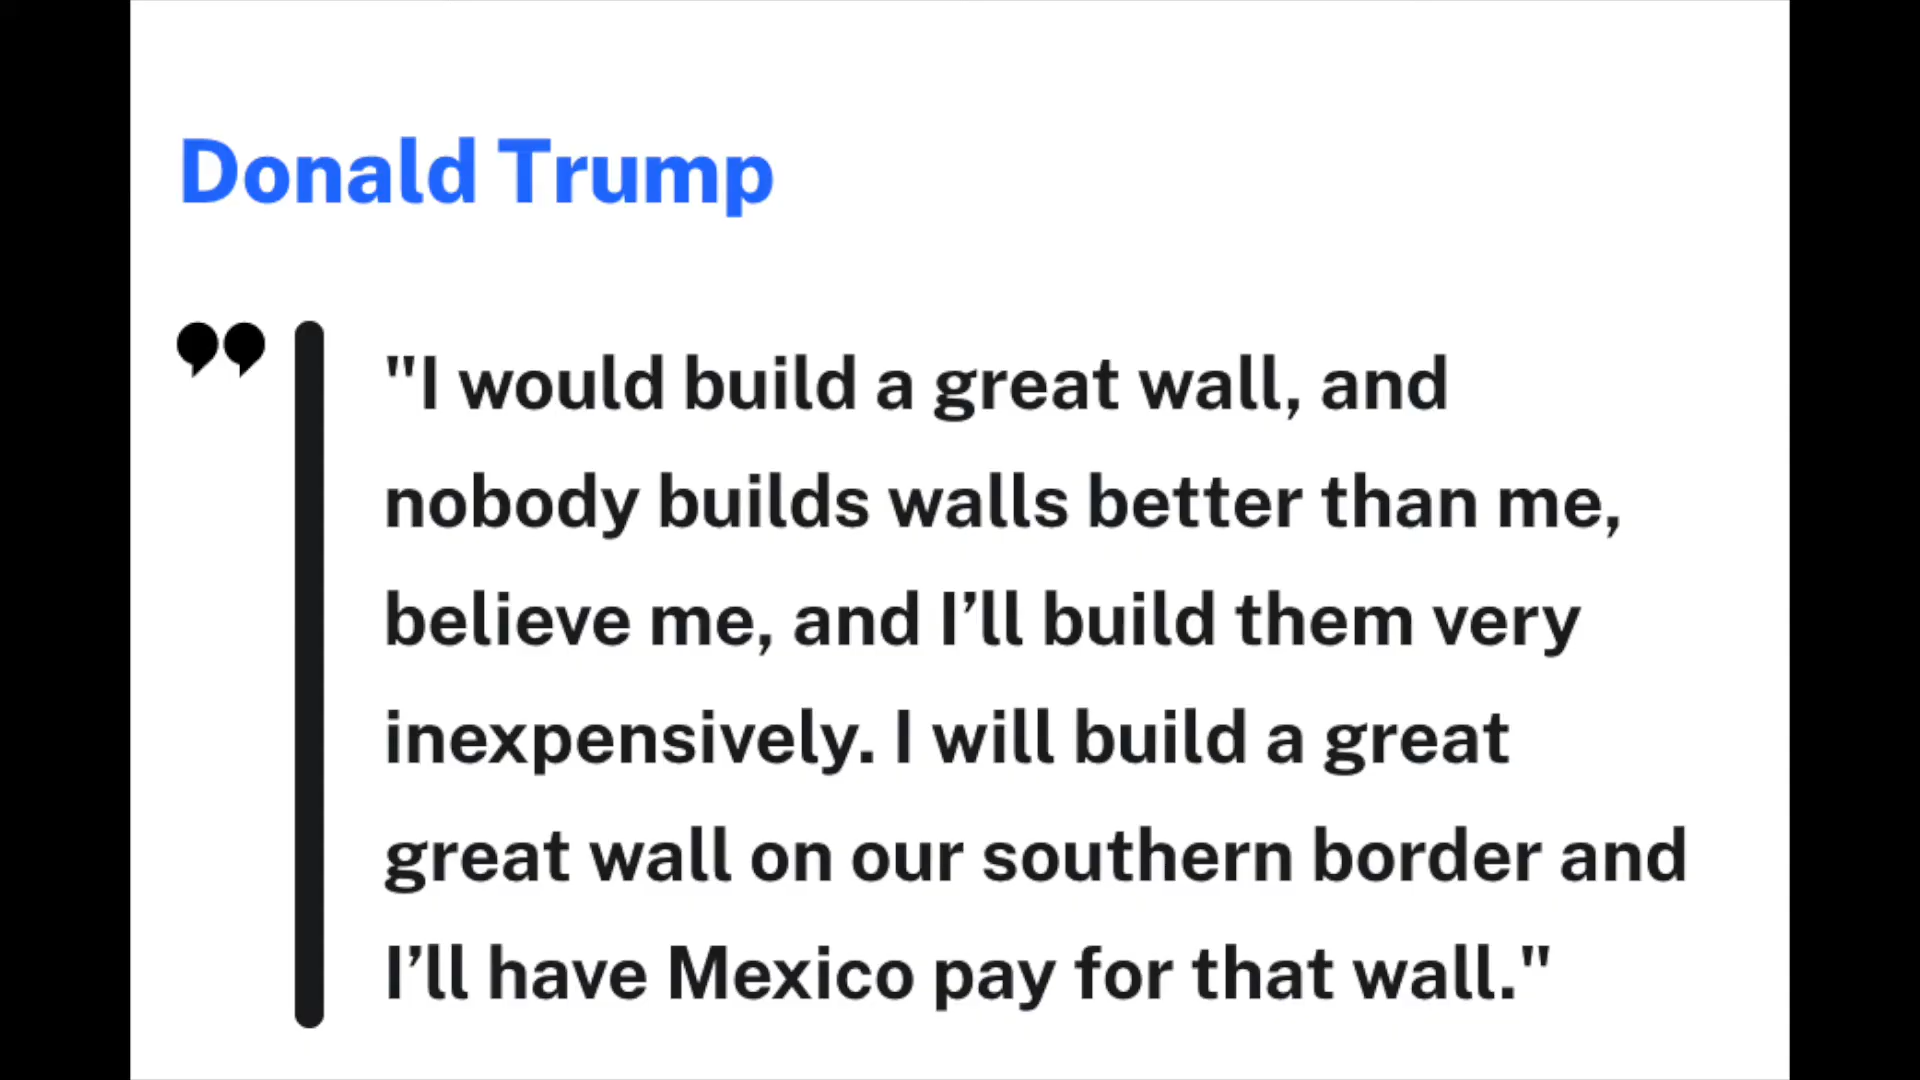 Donald Trump
"I would build a great wall, and
nobody builds walls better than me,
believe me, and I’ll build them very
inexpensively. I will build a great
great wall on our southern border and
I’ll have Mexico pay for that wall."